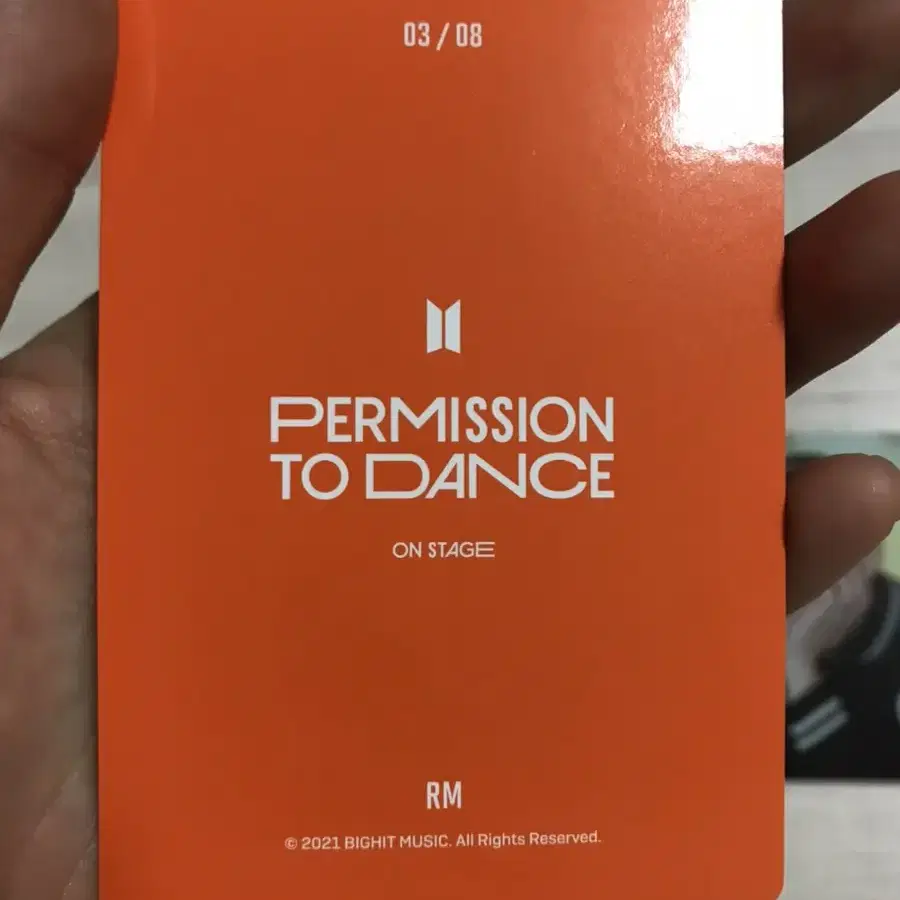 03 / 08
PERMISSION
TO DANCE
ON STAGE
RM
© 2021 BIGHIT MUSIC. All Rights Reserved.